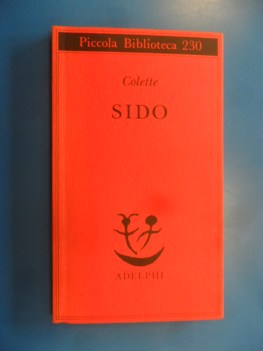 Piccola Biblioteca 230
Colette
SIDO
ADELPHI